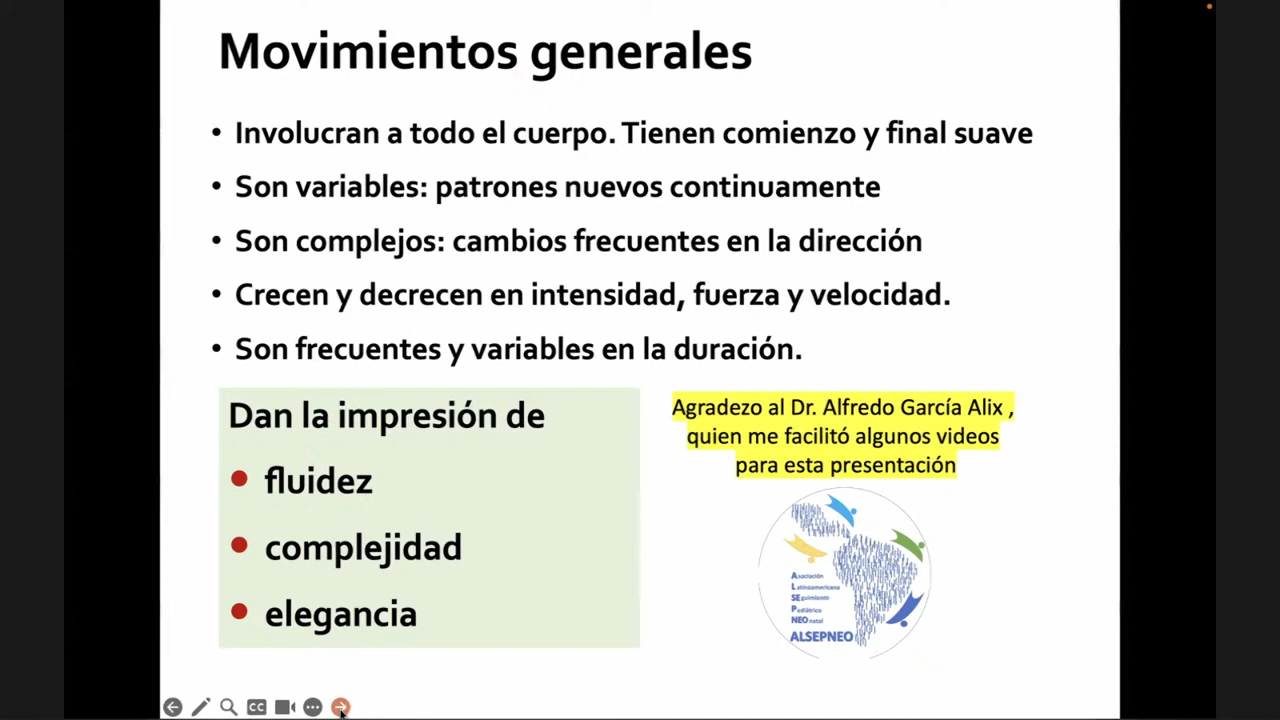 Movimientos generales
• Involucran a todo el cuerpo. Tienen comienzo y final suave
• Son variables: patrones nuevos continuamente
• Son complejos: cambios frecuentes en la dirección
• Crecen y decrecen en intensidad, fuerza y velocidad.
• Son frecuentes y variables en la duración.
Dan la impresión de
• fluidez
• complejidad
• elegancia
Agradezo al Dr. Alfredo García Alix ,
quien me facilitó algunos videos
para esta presentación
Asociación
Latinoamericana
SEguimiento
Pediátrico
NEOnatal
ALSEPNEO
CC